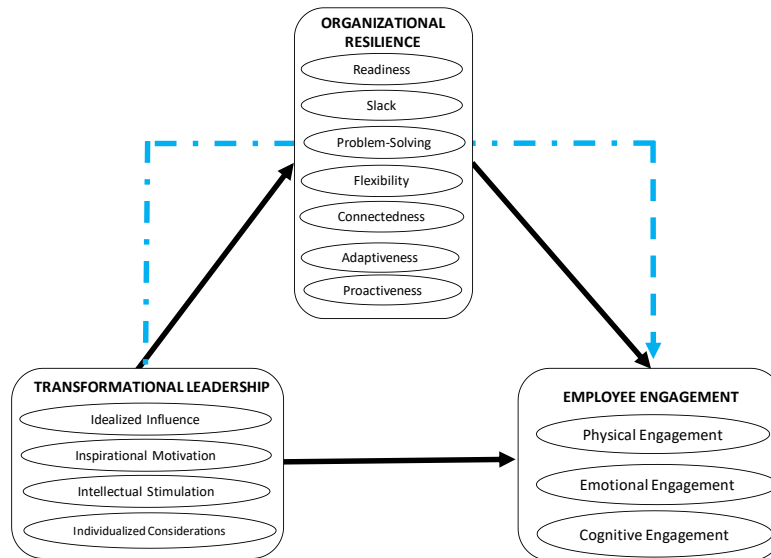 ORGANIZATIONAL
RESILIENCE
Readiness
Slack
Problem-Solving
Flexibility
Connectedness
Adaptiveness
Proactiveness
TRANSFORMATIONAL LEADERSHIP
Idealized Influence
Inspirational Motivation
Intellectual Stimulation
Individualized Considerations
EMPLOYEE ENGAGEMENT
Physical Engagement
Emotional Engagement
Cognitive Engagement